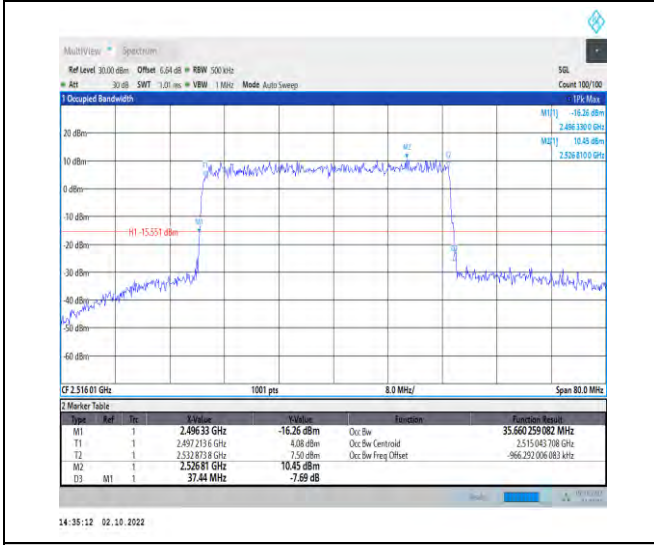 MultiView Spectrum
Ref Level 30.00 dBm Offset 6.64 dB RBW 500 kHz SGL
Att 30 dB SWT 1.01 ms VBW 1 MHz Mode Auto Sweep Count 100/100
1 Occupied Bandwidth 1Pk Max
M1[1] -16.26 dBm
2.496 330 0 GHz
M2[1] 10.45 dBm
2.526 810 0 GHz
20 dBm
M2
T1
T2
10 dBm
0 dBm
-10 dBm
M1
H1 -15.551 dBm
-20 dBm
-30 dBm
-40 dBm
-50 dBm
-60 dBm
CF 2.516 01 GHz 1001 pts 8.0 MHz/ Span 80.0 MHz
2 Marker Table
Type Ref Trc X-Value Y-Value Function Function Result
M1 1 2.496 33 GHz -16.26 dBm Occ Bw 35.660 259 082 MHz
T1 1 2.497 213 6 GHz 4.08 dBm Occ Bw Centroid 2.515 043 708 GHz
T2 1 2.532 873 8 GHz 7.50 dBm Occ Bw Freq Offset -966.292 006 083 kHz
M2 1 2.526 81 GHz 10.45 dBm
D3 M1 1 37.44 MHz -7.69 dB
14:35:12 02.10.2022